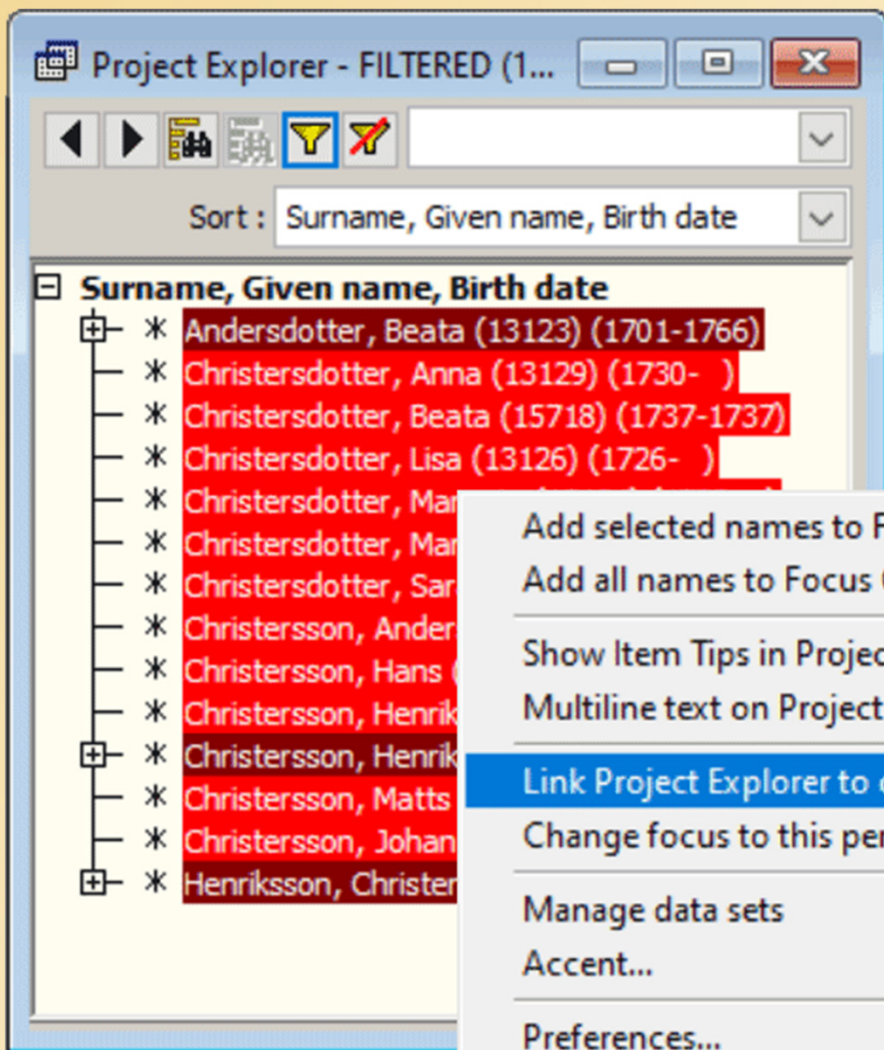 Project Explorer - FILTERED (1...
Sort : Surname, Given name, Birth date
Surname, Given name, Birth date
Andersdotter, Beata (13123) (1701-1766)
Christersdotter, Anna (13129) (1730-  )
Christersdotter, Beata (15718) (1737-1737)
Christersdotter, Lisa (13126) (1726-  )
Christersdotter, Mar
Christersdotter, Mar
Christersdotter, Sar
Christersson, Ander
Christersson, Hans (
Christersson, Henrik
Christersson, Henrik
Christersson, Matts
Christersson, Johan
Henriksson, Christer
Add selected names to F
Add all names to Focus
Show Item Tips in Projec
Multiline text on Project
Link Project Explorer to
Change focus to this per
Manage data sets
Accent...
Preferences...